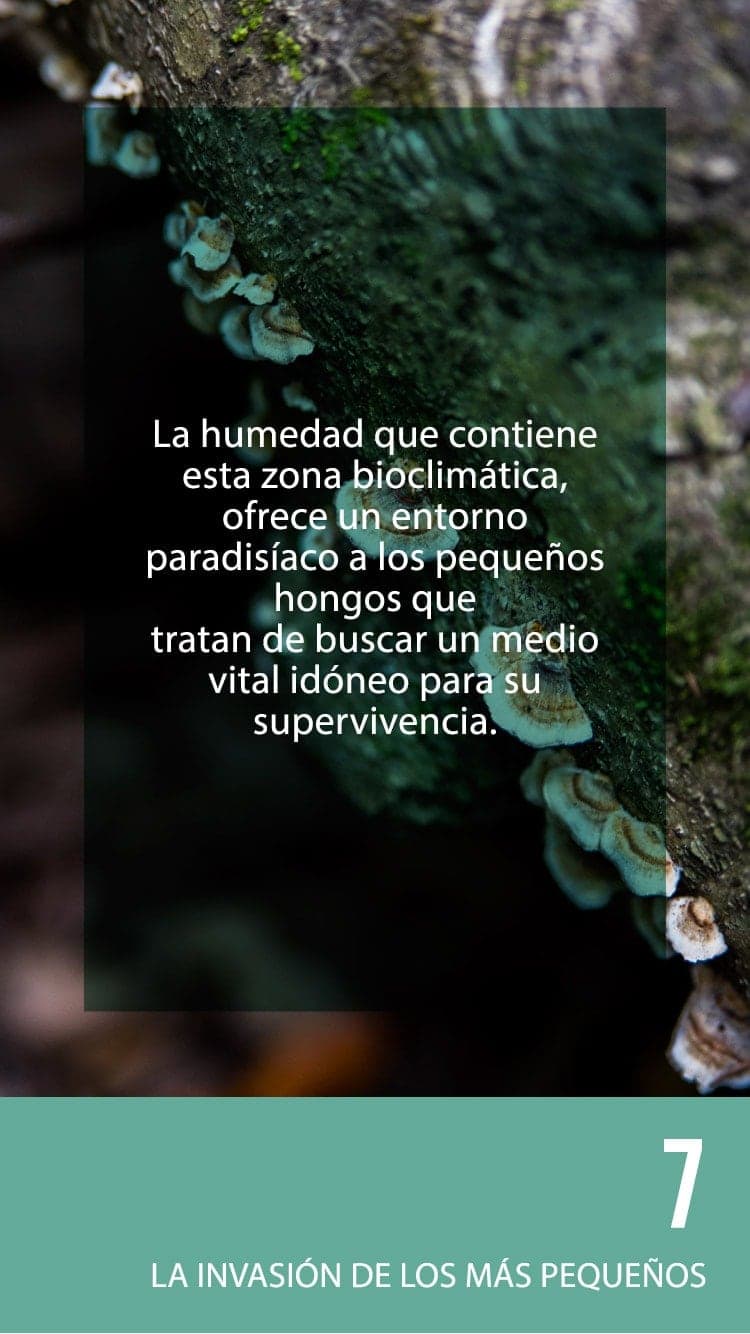 La humedad que contiene
esta zona bioclimática,
ofrece un entorno
paradisíaco a los pequeños
hongos que
tratan de buscar un medio
vital idóneo para su
supervivencia.
7
LA INVASIÓN DE LOS MÁS PEQUEÑOS